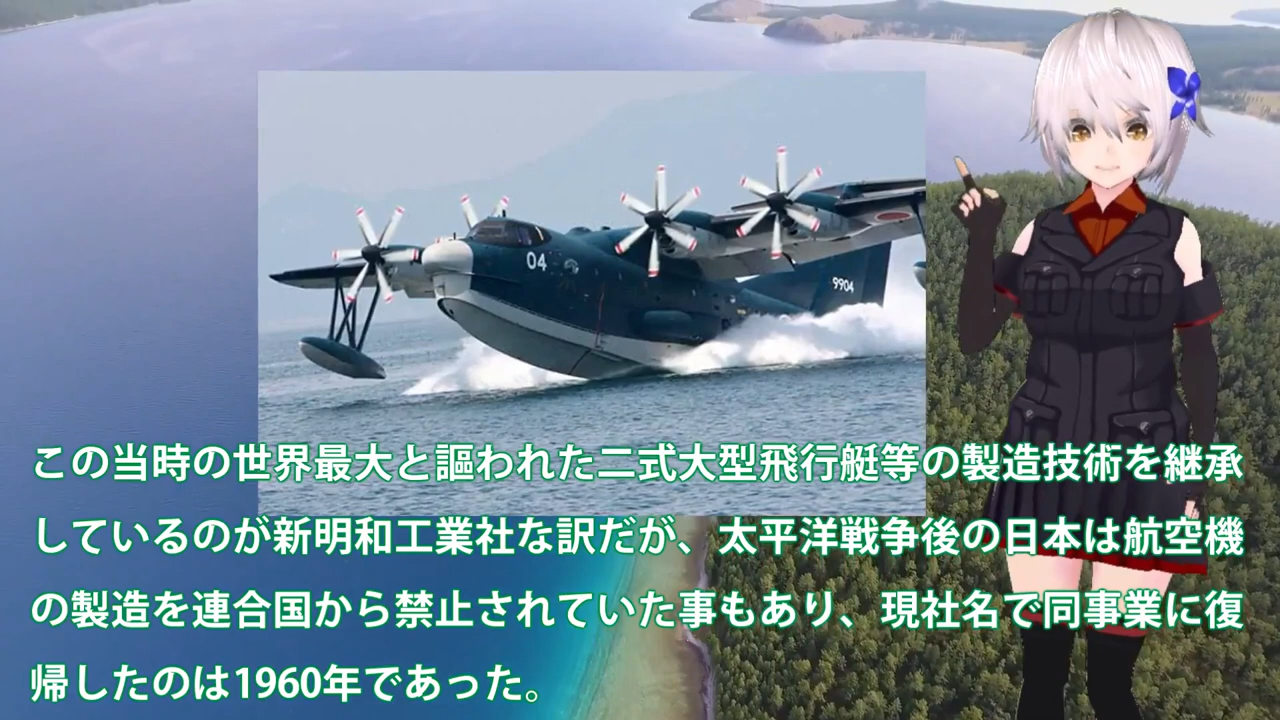 04
9904
この当時の世界最大と謳われた二式大型飛行艇等の製造技術を継承
しているのが新明和工業社な訳だが、太平洋戦争後の日本は航空機
の製造を連合国から禁止されていた事もあり、現社名で同事業に復
帰したのは1960年であった。